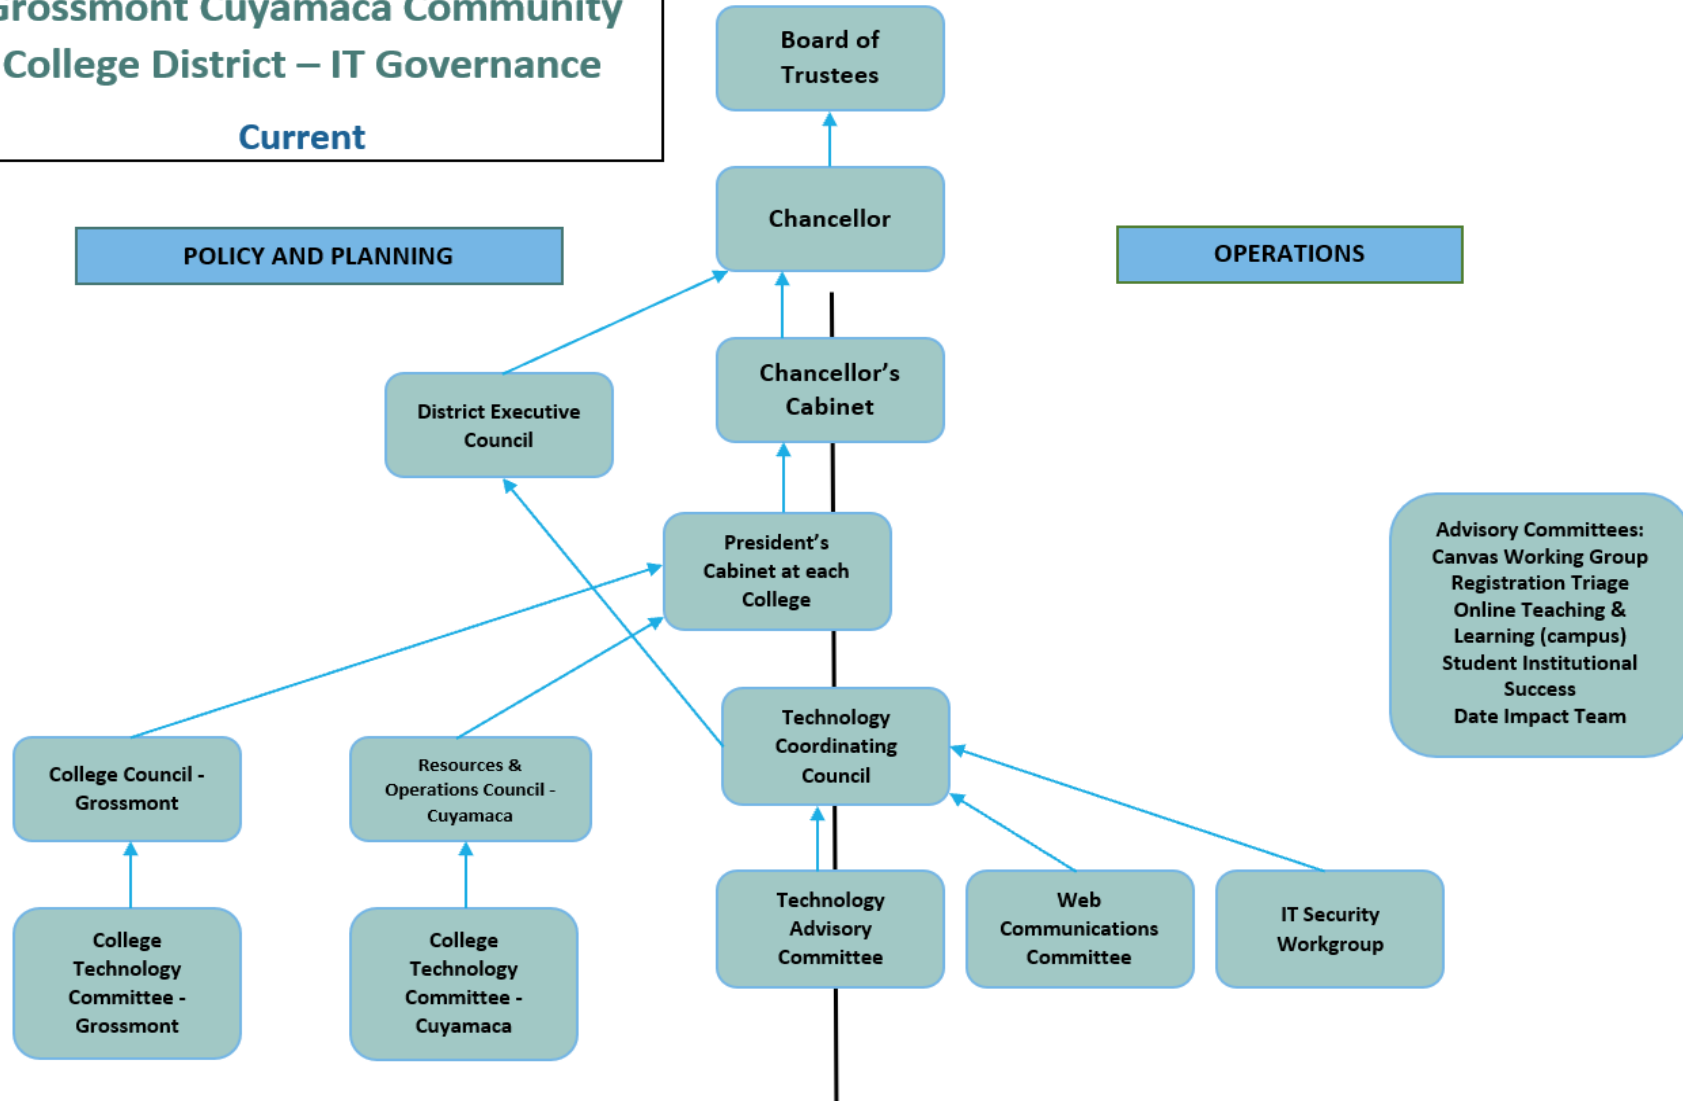 Grossmont Cuyamaca Community
College District – IT Governance
Current
Board of
Trustees
Chancellor
POLICY AND PLANNING
OPERATIONS
Chancellor’s
Cabinet
District Executive
Council
President’s
Cabinet at each
College
Advisory Committees:
Canvas Working Group
Registration Triage
Online Teaching &
Learning (campus)
Student Institutional
Success
Date Impact Team
Technology
Coordinating
Council
College Council -
Grossmont
Resources &
Operations Council -
Cuyamaca
Technology
Advisory
Committee
Web
Communications
Committee
IT Security
Workgroup
College
Technology
Committee -
Grossmont
College
Technology
Committee -
Cuyamaca